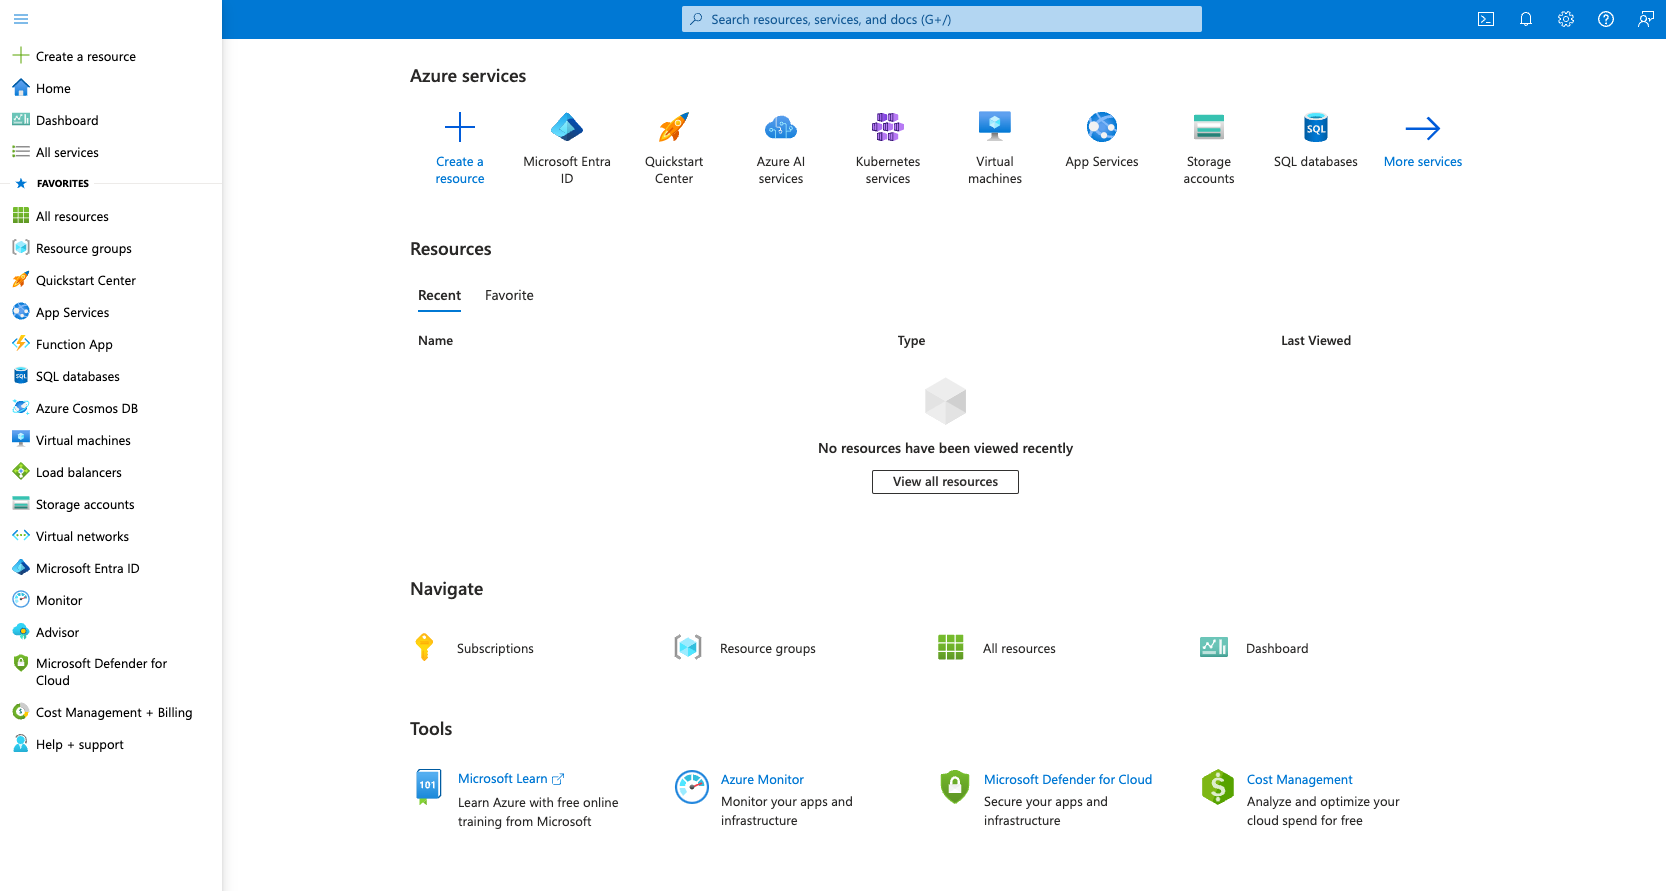 Search resources, services, and docs (G+/)
Create a resource
Home
Dashboard
All services
FAVORITES
All resources
Resource groups
Quickstart Center
App Services
Function App
SQL databases
Azure Cosmos DB
Virtual machines
Load balancers
Storage accounts
Virtual networks
Microsoft Entra ID
Monitor
Advisor
Microsoft Defender for
Cloud
Cost Management + Billing
Help + support
Azure services
Create a
resource
Microsoft Entra
ID
Quickstart
Center
Azure AI
services
Kubernetes
services
Virtual
machines
App Services
Storage
accounts
SQL
SQL databases
More services
Resources
Recent
Favorite
Name
Type
Last Viewed
No resources have been viewed recently
View all resources
Navigate
Subscriptions
Resource groups
All resources
Dashboard
Tools
101
Microsoft Learn
Learn Azure with free online
training from Microsoft
Azure Monitor
Monitor your apps and
infrastructure
Microsoft Defender for Cloud
Secure your apps and
infrastructure
$
Cost Management
Analyze and optimize your
cloud spend for free